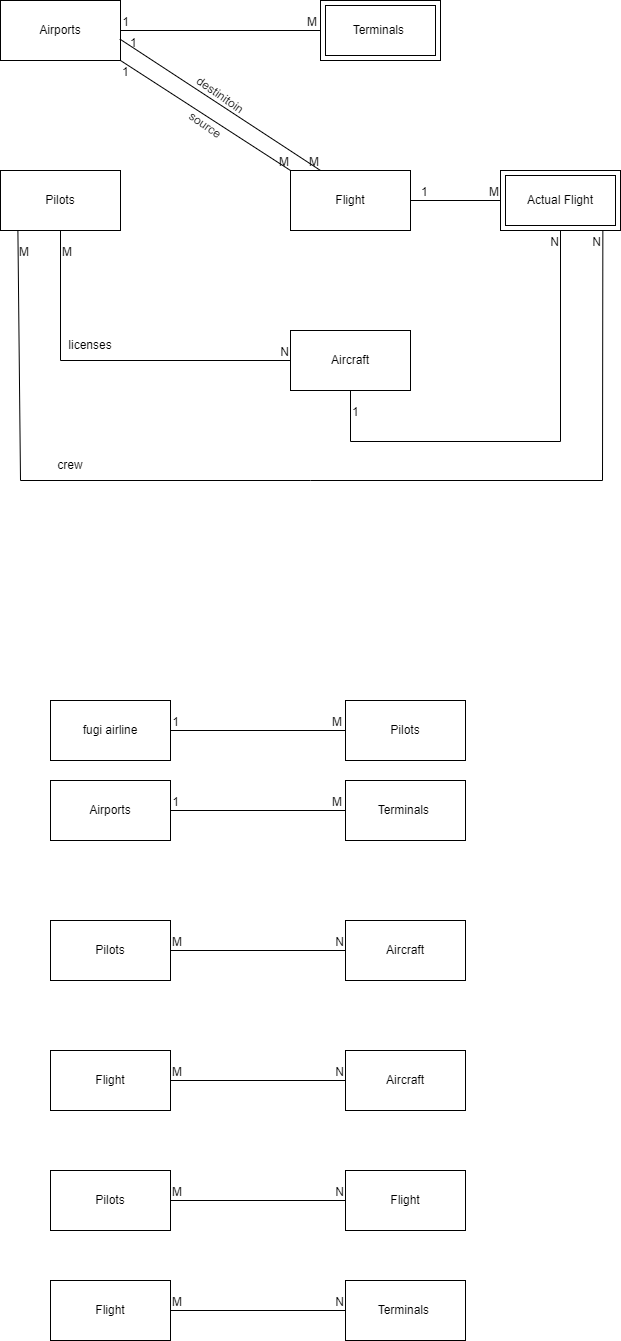 Airports
1
M
Terminals
1
1
destinitoin
source
M
M
Pilots
Flight
1
M
Actual Flight
M
M
N
N
licenses
N
Aircraft
1
crew
fugi airline
1
M
Pilots
Airports
1
M
Terminals
Pilots
M
N
Aircraft
Flight
M
N
Aircraft
Pilots
M
N
Flight
Flight
M
N
Terminals